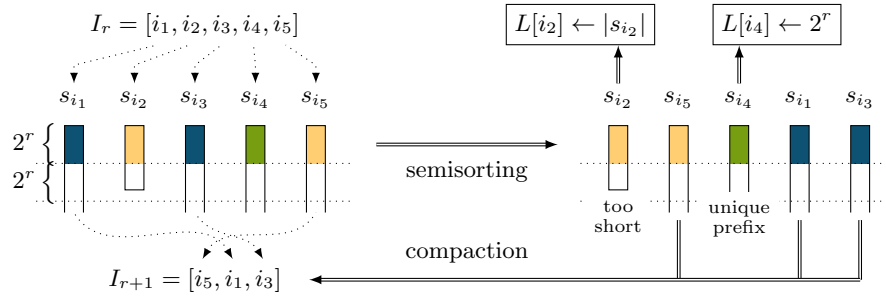 I_r = [i_1, i_2, i_3, i_4, i_5]
L[i_2] ← |s_{i_2}|
L[i_4] ← 2^r
s_{i_1} s_{i_2} s_{i_3} s_{i_4} s_{i_5}
s_{i_2} s_{i_5} s_{i_4} s_{i_1} s_{i_3}
2^r {
2^r {
semisorting
too
short
unique
prefix
compaction
I_{r+1} = [i_5, i_1, i_3]